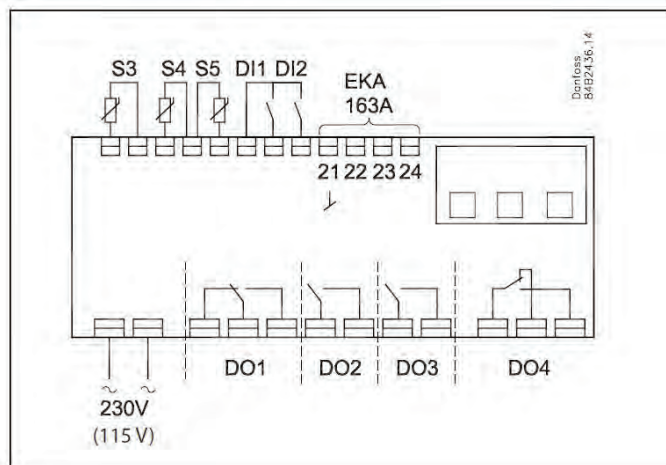 S3 S4 S5 DI1 DI2
EKA
163A
Danfoss
84B2436.14
21 22 23 24
DO1 DO2 DO3 DO4
230V
(115 V)